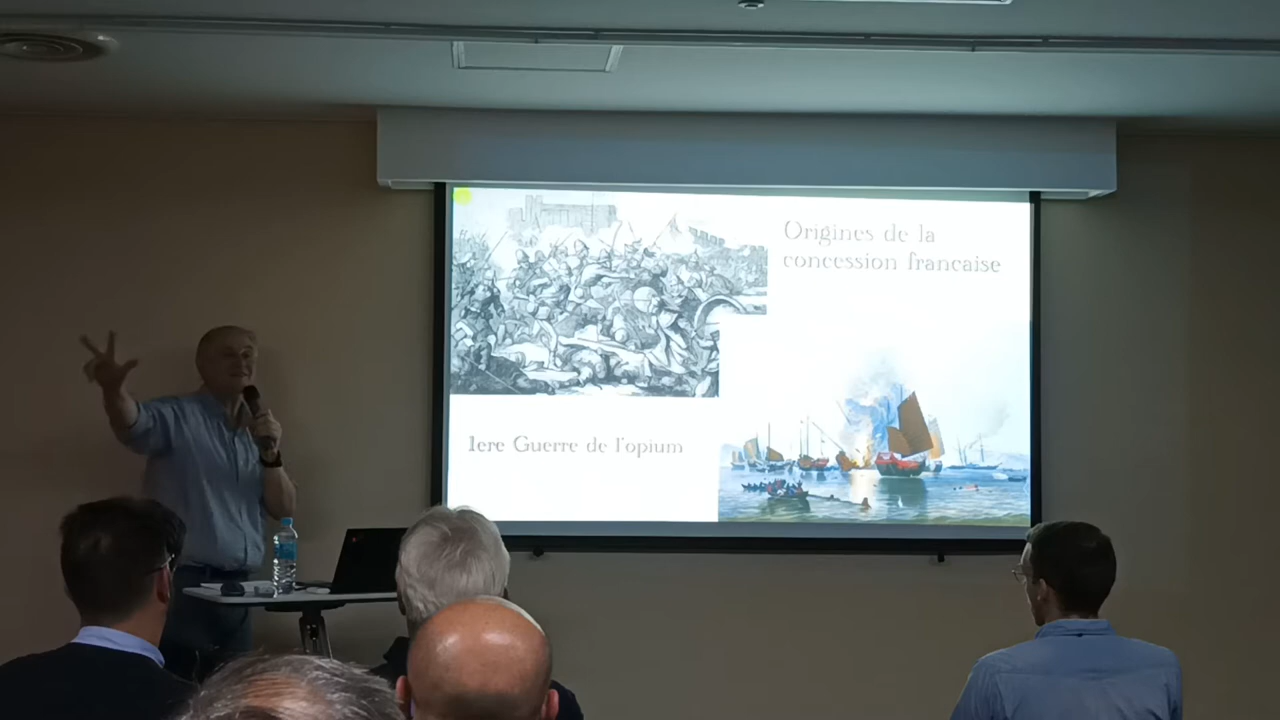 Origines de la
concession francaise
1ere Guerre de l'opium